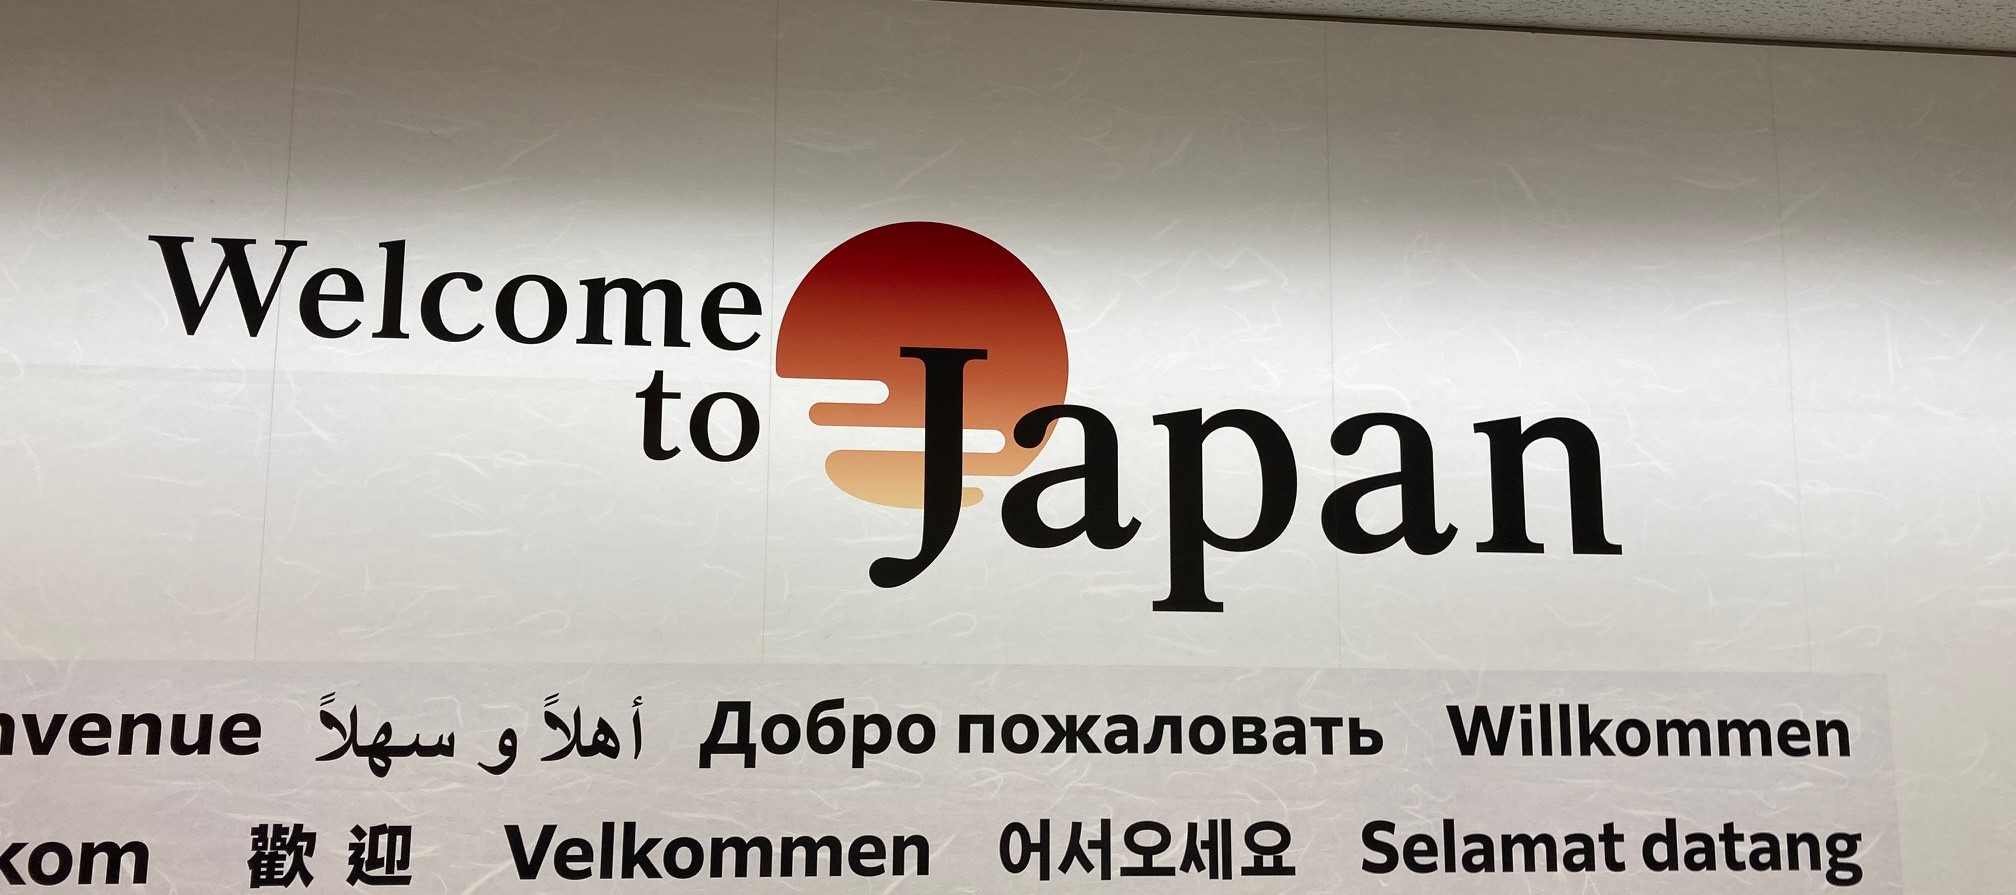 Welcome
to
Japan
nvenue أهلاً و سهلاً Добро пожаловать Willkommen
kom 歡迎 Velkommen 어서오세요 Selamat datang